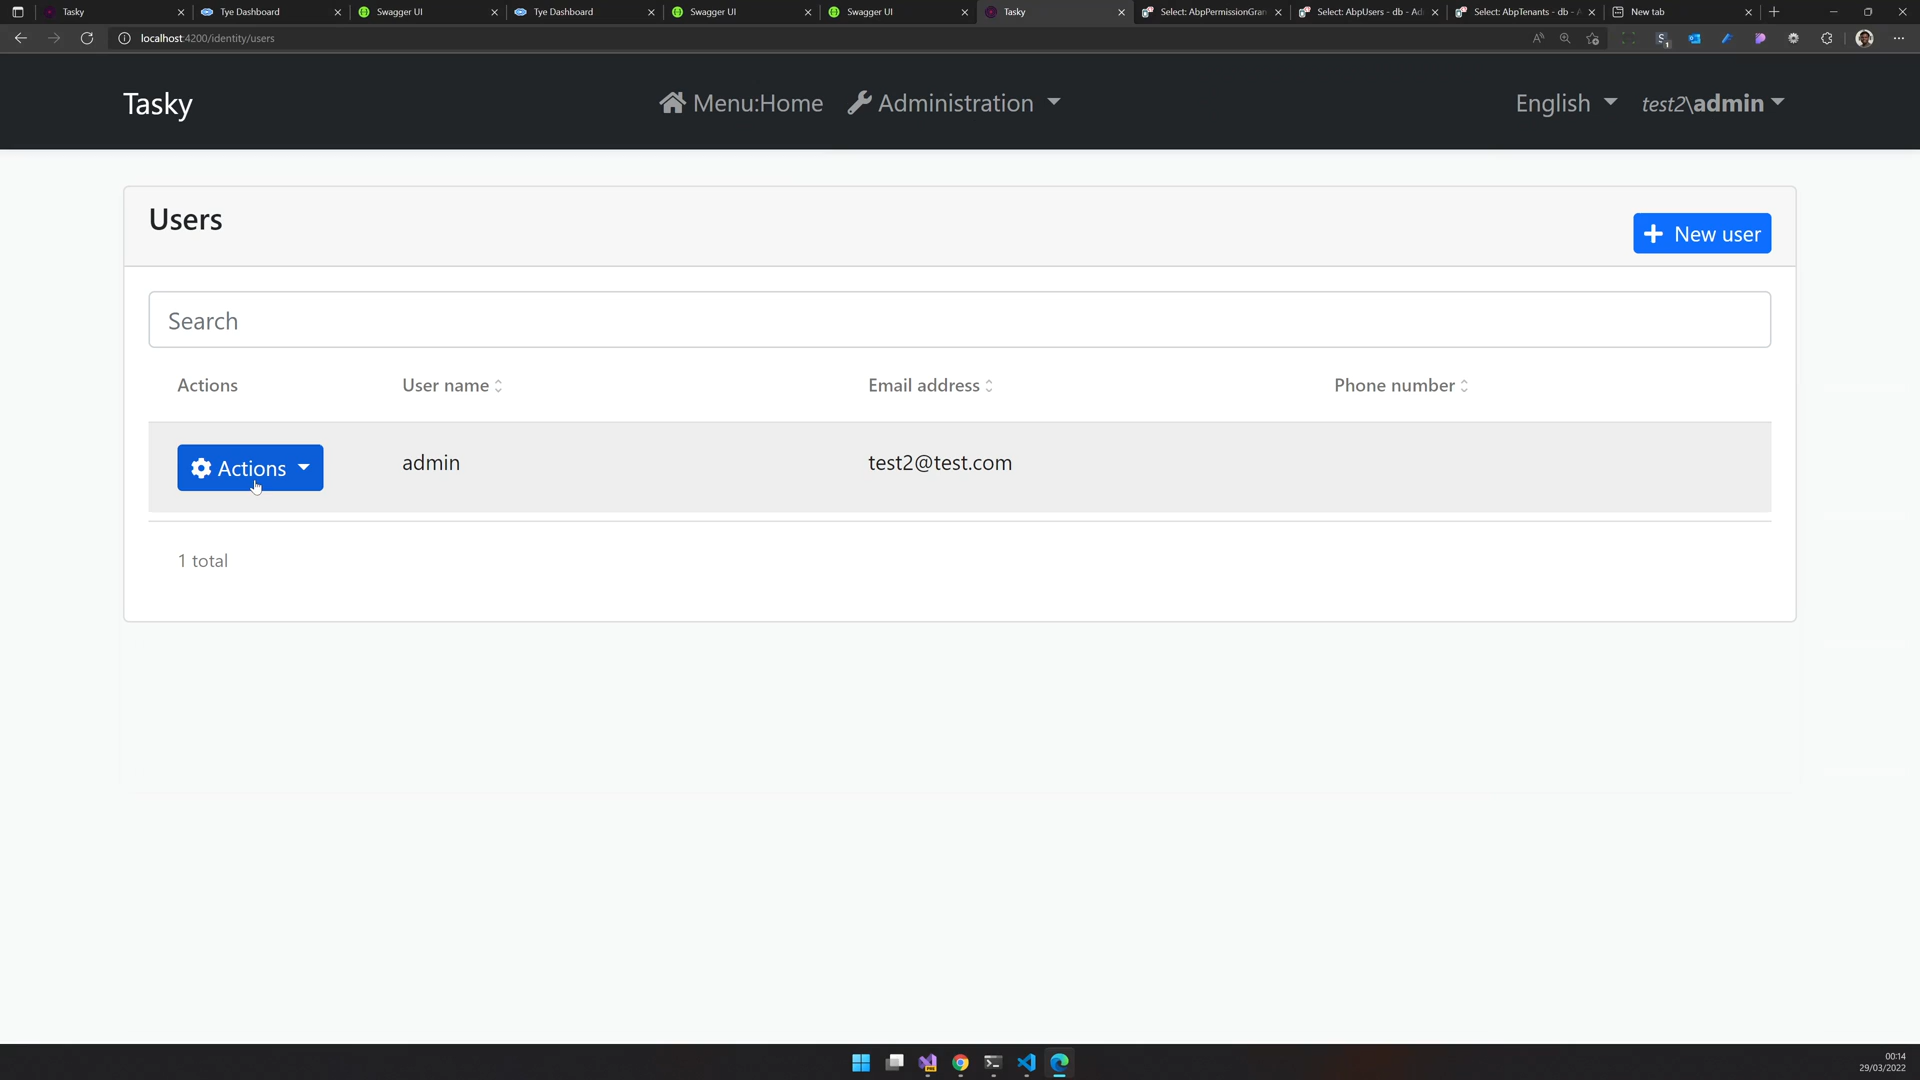 Tasky
Tye Dashboard
Swagger UI
Tye Dashboard
Swagger UI
Swagger UI
Tasky
Select: AbpPermissionGran
Select: AbpUsers - db - Ad
Select: AbpTenants - db - A
New tab
localhost:4200/identity/users
Tasky
Menu:Home
Administration
English
test2\admin
Users
New user
Search
Actions
User name
Email address
Phone number
Actions
admin
test2@test.com
1 total
00:14
29/03/2022